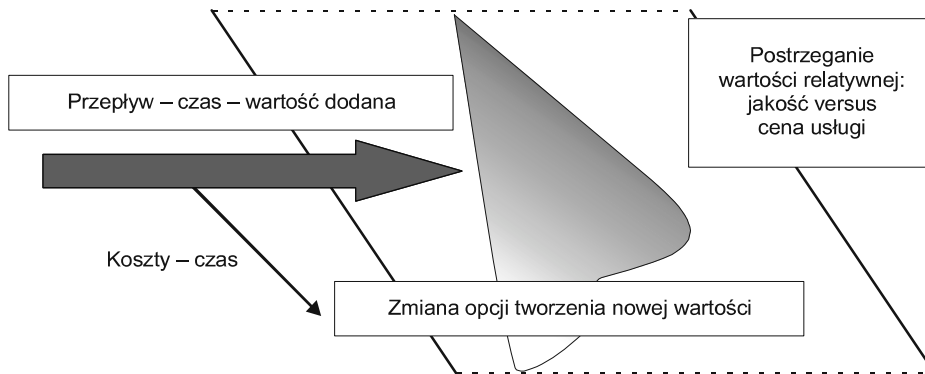 Postrzeganie
wartości relatywnej:
jakość versus
cena usługi
Przepływ – czas – wartość dodana
Koszty – czas
Zmiana opcji tworzenia nowej wartości